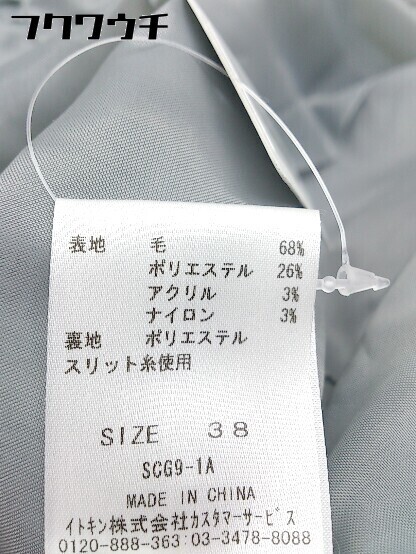 フクワウチ
表地 毛 68%
ポリエステル 26%
アクリル 3%
ナイロン 3%
裏地 ポリエステル
スリット糸使用
SIZE 38
SCG9-1A
MADE IN CHINA
イトキン株式会社カスタマーサービス
0120-888-363:03-3478-8088